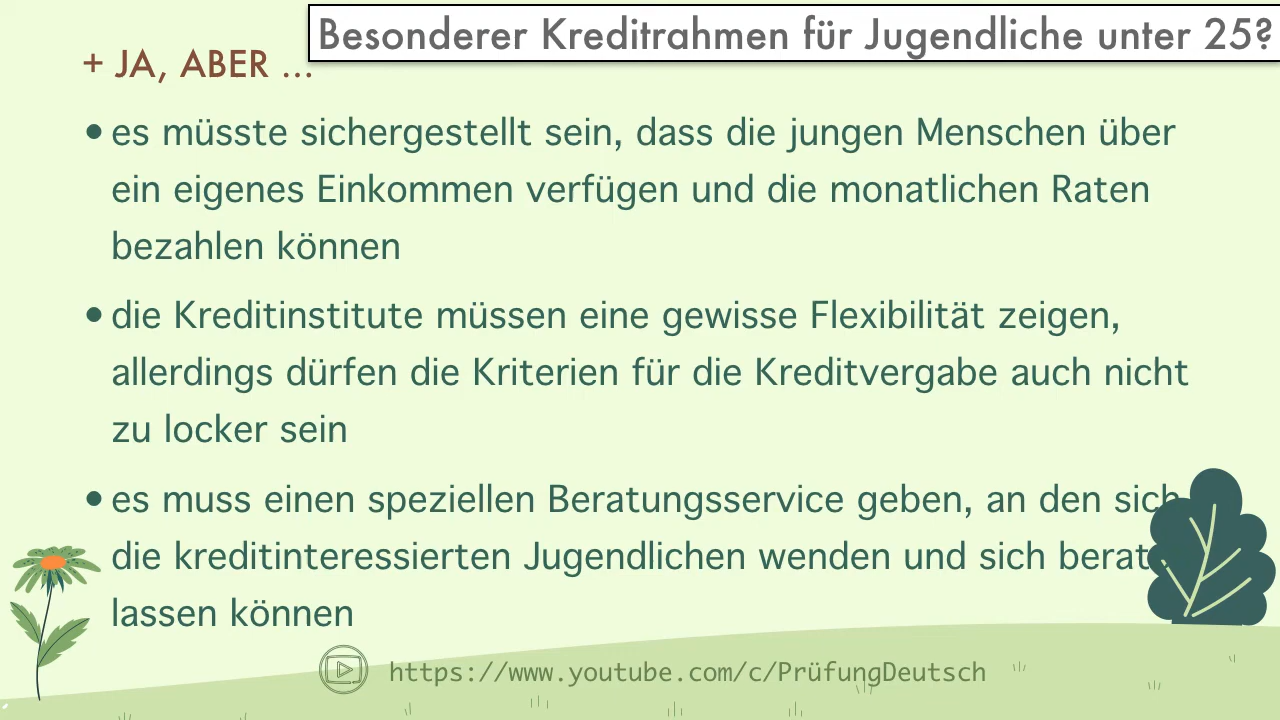 Besonderer Kreditrahmen für Jugendliche unter 25?
+ JA, ABER ...
• es müsste sichergestellt sein, dass die jungen Menschen über
ein eigenes Einkommen verfügen und die monatlichen Raten
bezahlen können
• die Kreditinstitute müssen eine gewisse Flexibilität zeigen,
allerdings dürfen die Kriterien für die Kreditvergabe auch nicht
zu locker sein
• es muss einen speziellen Beratungsservice geben, an den sich
die kreditinteressierten Jugendlichen wenden und sich berat
lassen können
https://www.youtube.com/c/PrüfungDeutsch